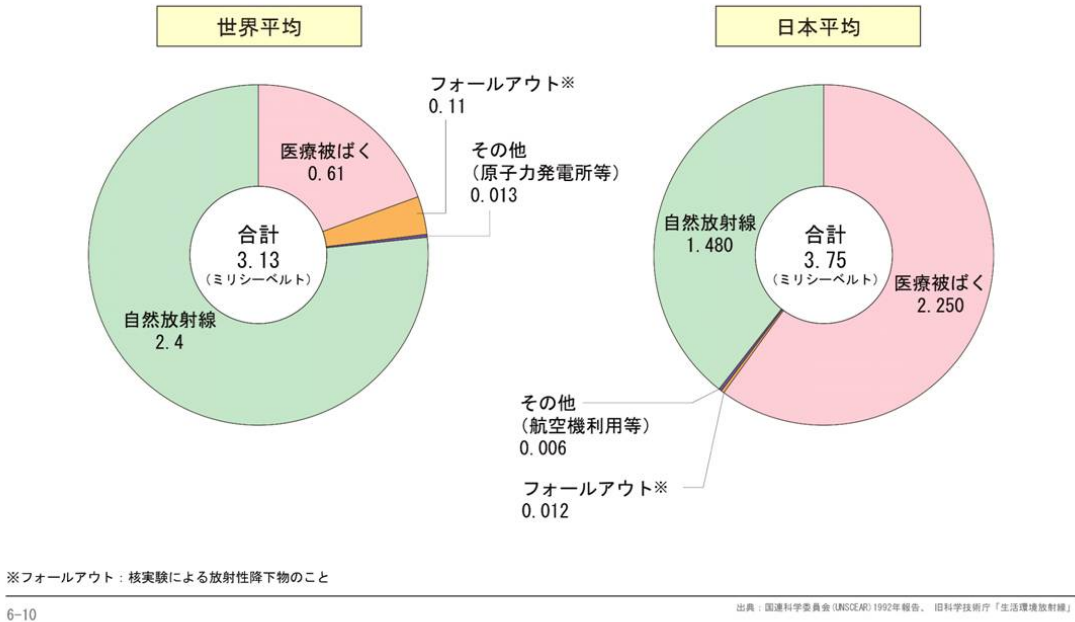 世界平均
フォールアウト※
0.11
医療被ばく
0.61
その他
(原子力発電所等)
0.013
合計
3.13
(ミリシーベルト)
自然放射線
2.4
日本平均
自然放射線
1.480
合計
3.75
(ミリシーベルト)
医療被ばく
2.250
その他
(航空機利用等)
0.006
フォールアウト※
0.012
※フォールアウト:核実験による放射性降下物のこと
6-10
出典:国連科学委員会(UNSCEAR)1992年報告、 旧科学技術庁「生活環境放射線」